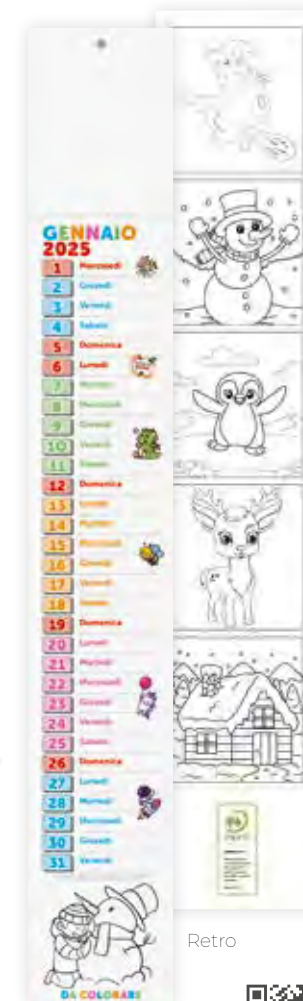 GENNAIO
2025
1 Mercoledì
2 Giovedì
3 Venerdì
4 Sabato
5 Domenica
6 Lunedì
7 Martedì
8 Mercoledì
9 Giovedì
10 Venerdì
11 Sabato
12 Domenica
13 Lunedì
14 Martedì
15 Mercoledì
16 Giovedì
17 Venerdì
18 Sabato
19 Domenica
20 Lunedì
21 Martedì
22 Mercoledì
23 Giovedì
24 Venerdì
25 Sabato
26 Domenica
27 Lunedì
28 Martedì
29 Mercoledì
30 Giovedì
31 Venerdì
DA COLORARE
Retro